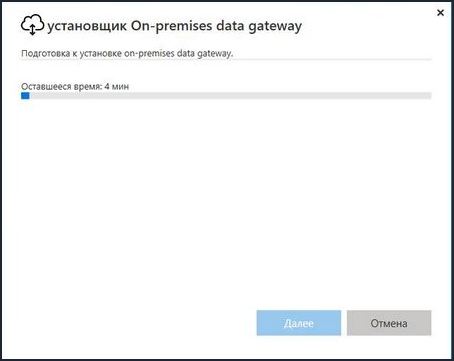 установщик On-premises data gateway
Подготовка к установке on-premises data gateway.
Оставшееся время: 4 мин
Далее
Отмена